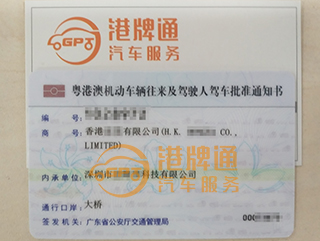 GPT
港牌通
汽车服务
粤港澳机动车辆往来及驾驶人驾车批准通知书
编 号：
商 号： 香港 有限公司(H.K. CO.,
LIMITED)
港牌通
汽车服务
内承单位： 深圳市 科技有限公司
通行口岸： 大桥 000
签发机关： 广东省公安厅交通管理局